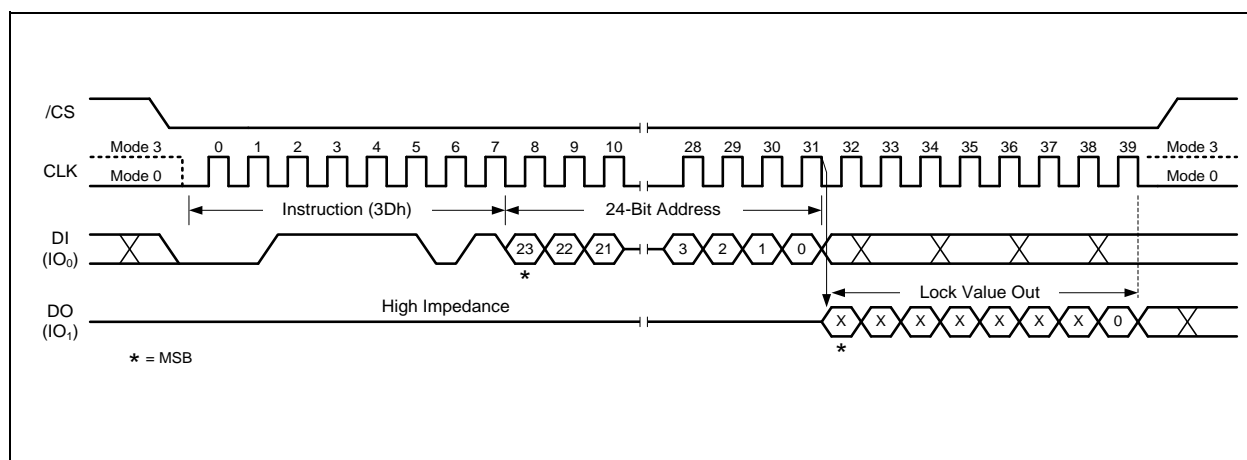 /CS
Mode 3 0 1 2 3 4 5 6 7 8 9 10 28 29 30 31 32 33 34 35 36 37 38 39 Mode 3
CLK
Mode 0 Mode 0
Instruction (3Dh) 24-Bit Address
DI
(IO₀)
23 22 21 3 2 1 0
*
Lock Value Out
High Impedance
DO
(IO₁)
X X X X X X X 0
*
* = MSB